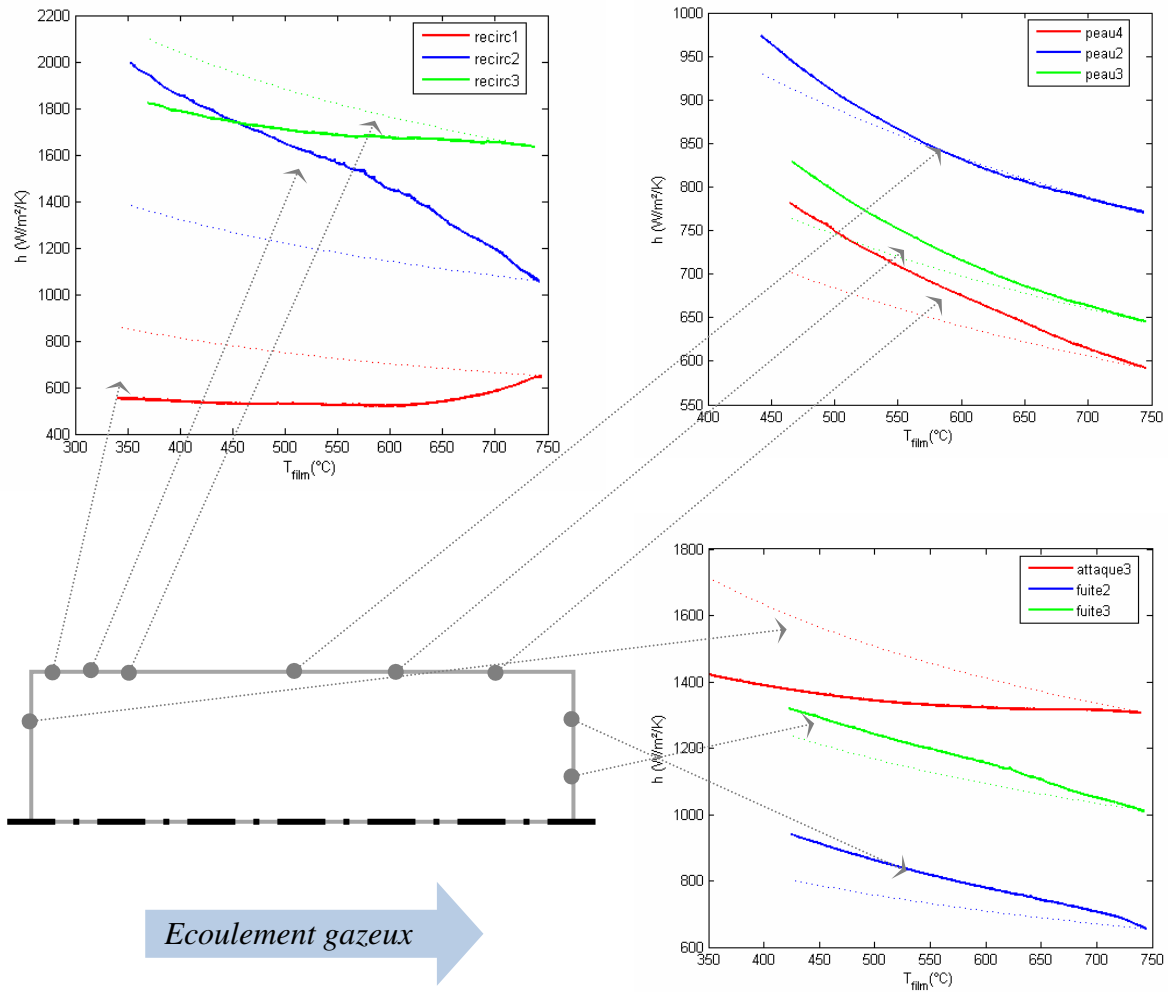 2200
2000
1800
1600
1400
1200
1000
800
600
400
h (W/m²/K)
300 350 400 450 500 550 600 650 700 750
T film (°C)
recirc1
recirc2
recirc3
1000
950
900
850
800
750
700
650
600
550
h (W/m²/K)
400 450 500 550 600 650 700 750
T film (°C)
peau4
peau2
peau3
1800
1600
1400
1200
1000
800
600
h (W/m²/K)
350 400 450 500 550 600 650 700 750
T film (°C)
attaque3
fuite2
fuite3
Ecoulement gazeux